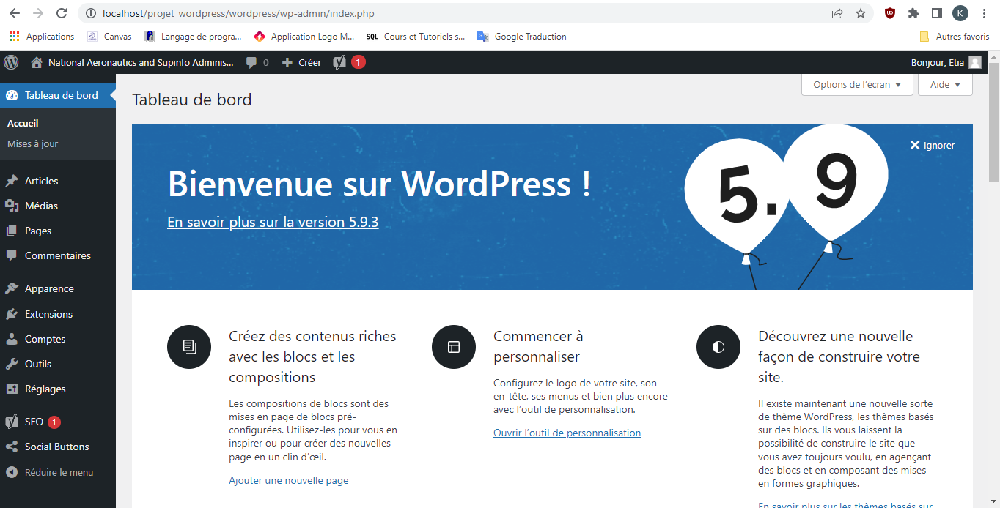 localhost/projet_wordpress/wordpress/wp-admin/index.php
K
Applications
Canvas
Langage de progra...
Application Logo M...
SQL Cours et Tutoriels s...
Google Traduction
Autres favoris
National Aeronautics and Supinfo Adminis...
0
Créer
1
Bonjour, Etia
Tableau de bord
Accueil
Mises à jour
Articles
Médias
Pages
Commentaires
Apparence
Extensions
Comptes
Outils
Réglages
SEO 1
Social Buttons
Réduire le menu
Options de l'écran
Aide
Tableau de bord
Ignorer
Bienvenue sur WordPress !
En savoir plus sur la version 5.9.3
5.9
Créez des contenus riches
avec les blocs et les
compositions
Les compositions de blocs sont des
mises en page de blocs pré-
configurées. Utilisez-les pour vous en
inspirer ou pour créer des nouvelles
page en un clin d’œil.
Ajouter une nouvelle page
Commencer à
personnaliser
Configurez le logo de votre site, son
en-tête, ses menus et bien plus encore
avec l’outil de personnalisation.
Ouvrir l’outil de personnalisation
Découvrez une nouvelle
façon de construire votre
site.
Il existe maintenant une nouvelle sorte
de thème WordPress, les thèmes basés
sur des blocs. Ils vous laissent la
possibilité de construire le site que
vous avez toujours voulu, en agençant
des blocs et en composant des mises
en formes graphiques.
En savoir plus sur les thèmes basés sur